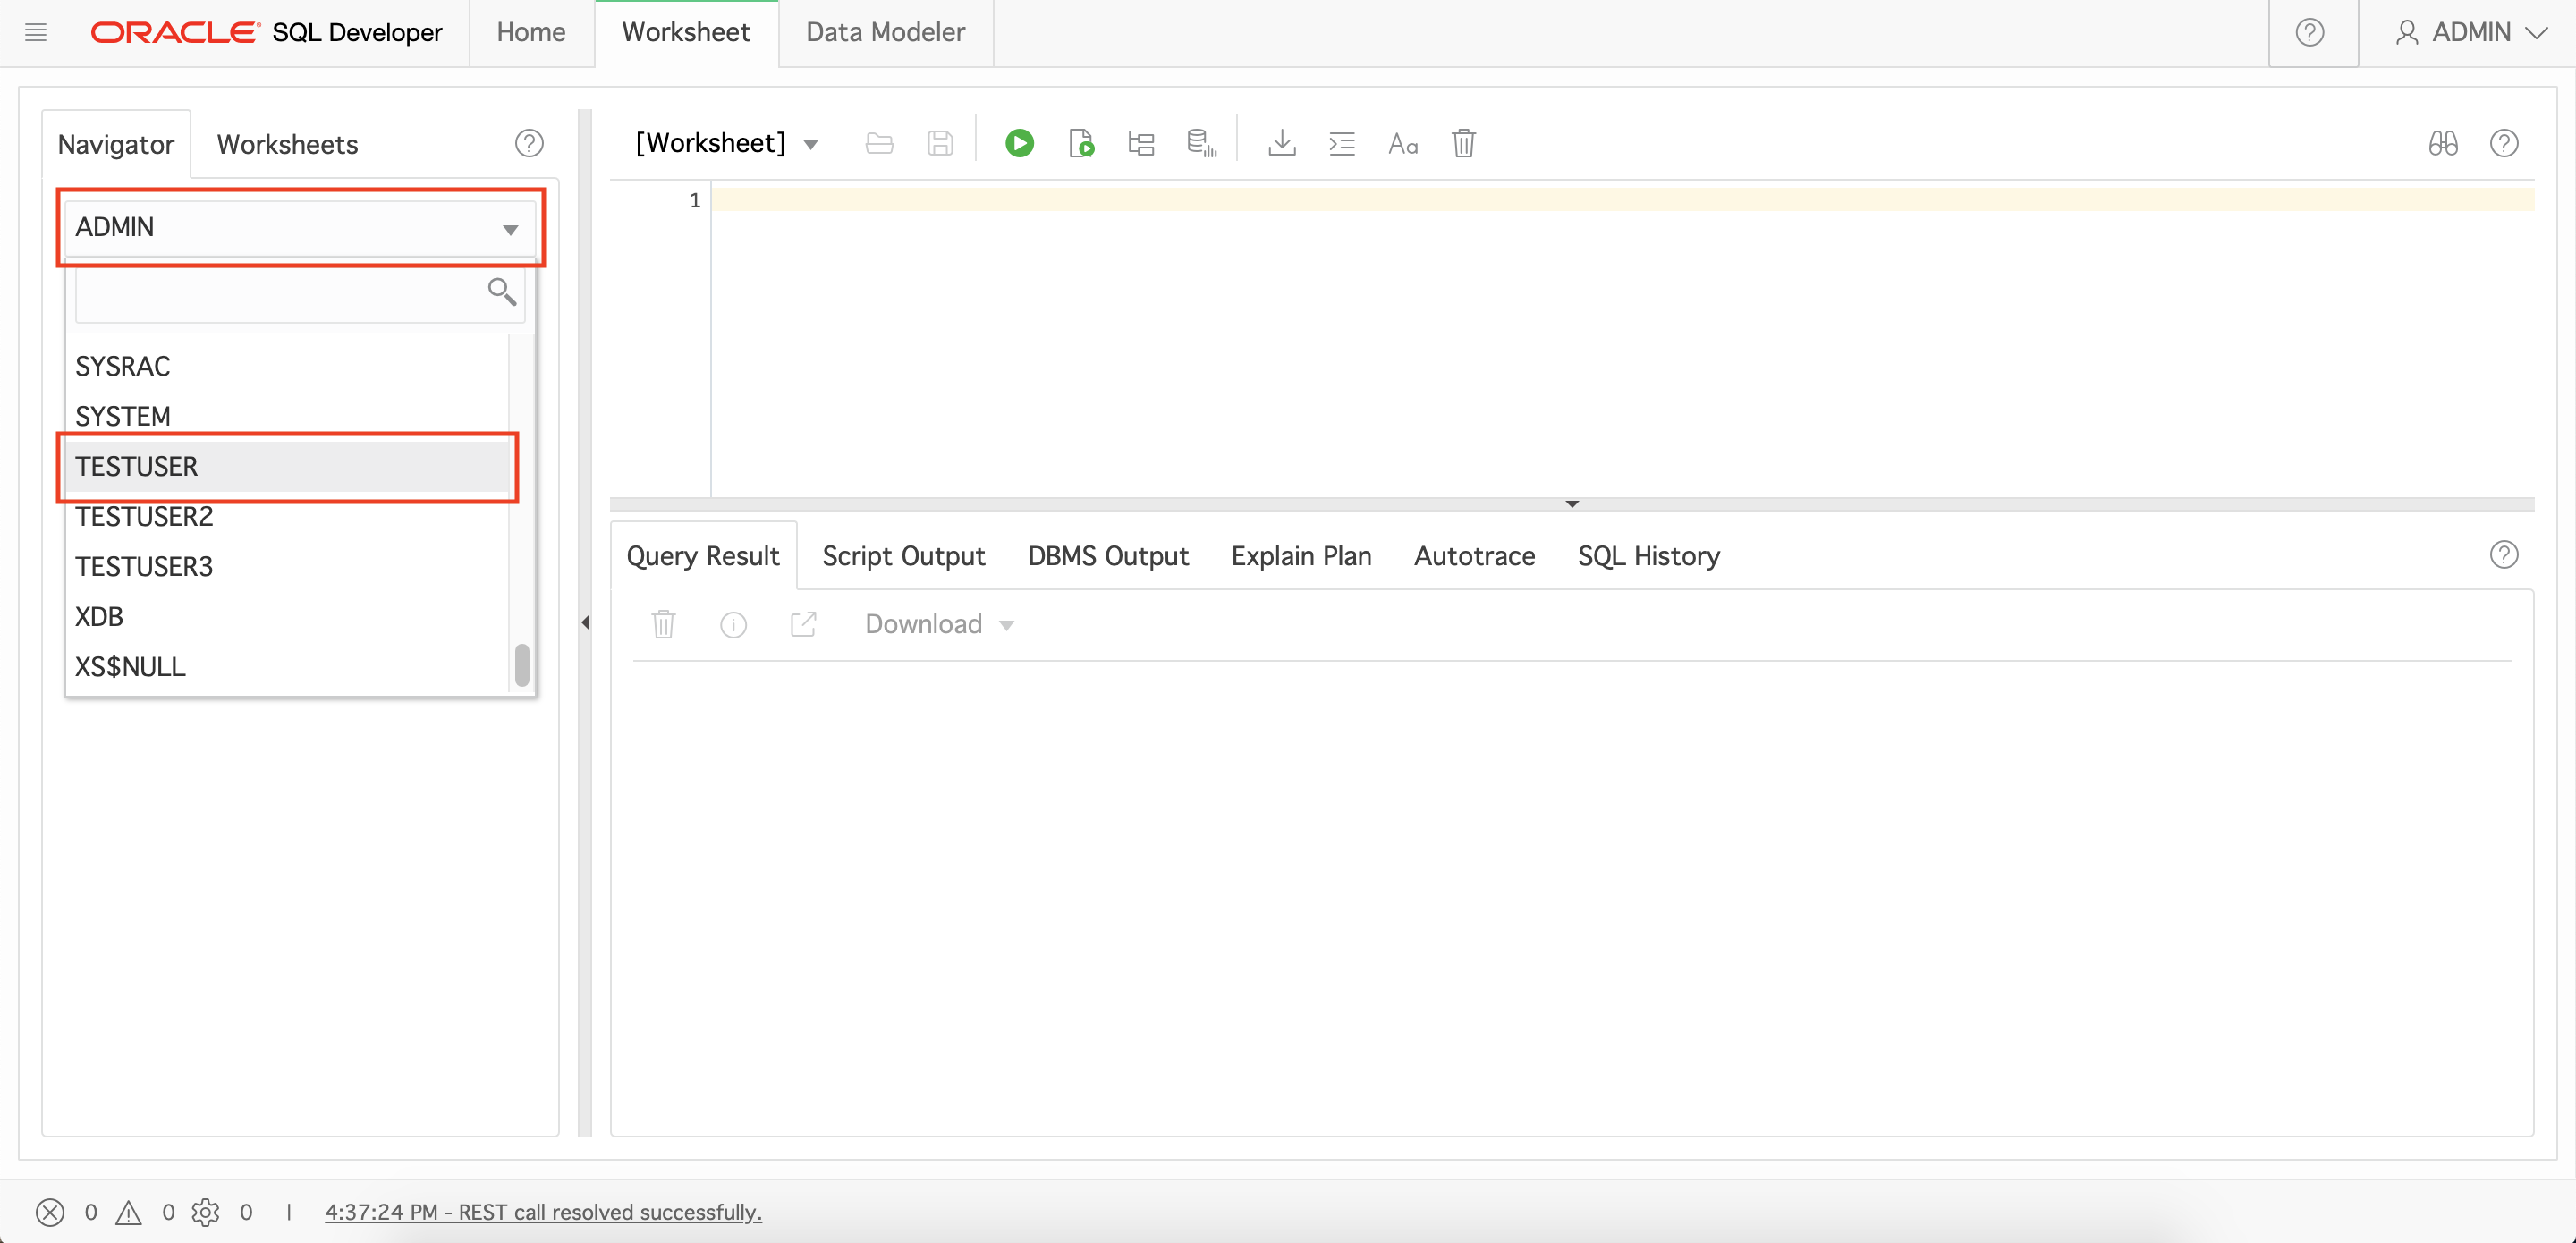 ORACLE SQL Developer Home Worksheet Data Modeler ADMIN
Navigator Worksheets
[Worksheet]
Aa
ADMIN
1
SYSRAC
SYSTEM
TESTUSER
TESTUSER2
TESTUSER3
XDB
XS$NULL
Query Result Script Output DBMS Output Explain Plan Autotrace SQL History
Download
0 0 0 | 4:37:24 PM - REST call resolved successfully.